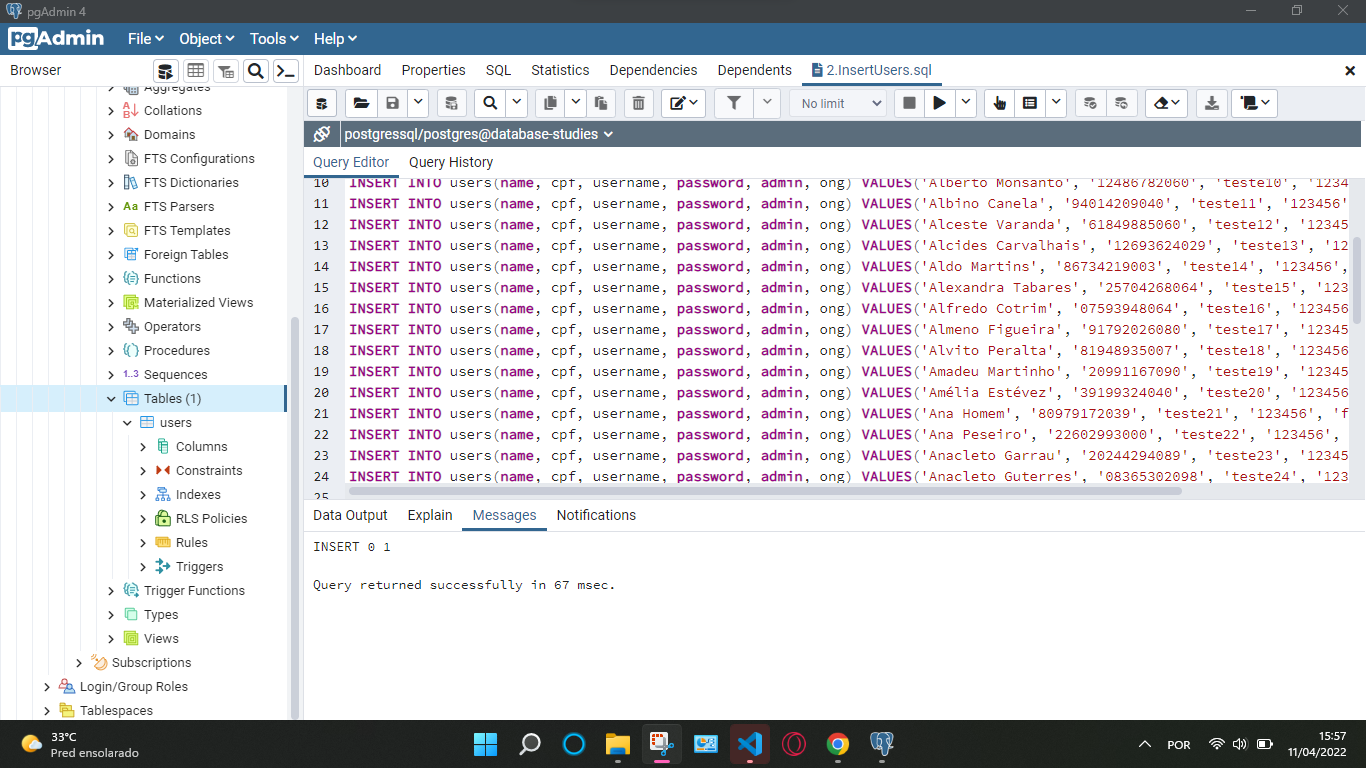 pgAdmin 4
pgAdmin File Object Tools Help
Browser
Dashboard Properties SQL Statistics Dependencies Dependents 2.InsertUsers.sql
No limit
postgressql/postgres@database-studies
Query Editor Query History
Aggregates
Collations
Domains
FTS Configurations
FTS Dictionaries
FTS Parsers
FTS Templates
Foreign Tables
Functions
Materialized Views
Operators
Procedures
1..3 Sequences
Tables (1)
users
Columns
Constraints
Indexes
RLS Policies
Rules
Triggers
Trigger Functions
Types
Views
Subscriptions
Login/Group Roles
Tablespaces
10 INSERT INTO users(name, cpf, username, password, admin, ong) VALUES('Alberto Monsanto', '12486782060', 'teste10', '1234
11 INSERT INTO users(name, cpf, username, password, admin, ong) VALUES('Albino Canela', '94014209040', 'teste11', '123456'
12 INSERT INTO users(name, cpf, username, password, admin, ong) VALUES('Alceste Varanda', '61849885060', 'teste12', '12345
13 INSERT INTO users(name, cpf, username, password, admin, ong) VALUES('Alcides Carvalhais', '12693624029', 'teste13', '12
14 INSERT INTO users(name, cpf, username, password, admin, ong) VALUES('Aldo Martins', '86734219003', 'teste14', '123456',
15 INSERT INTO users(name, cpf, username, password, admin, ong) VALUES('Alexandra Tabares', '25704268064', 'teste15', '123
16 INSERT INTO users(name, cpf, username, password, admin, ong) VALUES('Alfredo Cotrim', '07593948064', 'teste16', '123456
17 INSERT INTO users(name, cpf, username, password, admin, ong) VALUES('Almeno Figueira', '91792026080', 'teste17', '12345
18 INSERT INTO users(name, cpf, username, password, admin, ong) VALUES('Alvito Peralta', '81948935007', 'teste18', '123456
19 INSERT INTO users(name, cpf, username, password, admin, ong) VALUES('Amadeu Martinho', '20991167090', 'teste19', '12345
20 INSERT INTO users(name, cpf, username, password, admin, ong) VALUES('Amélia Estévez', '39199324040', 'teste20', '123456
21 INSERT INTO users(name, cpf, username, password, admin, ong) VALUES('Ana Homem', '80979172039', 'teste21', '123456', 'f
22 INSERT INTO users(name, cpf, username, password, admin, ong) VALUES('Ana Peseiro', '22602993000', 'teste22', '123456',
23 INSERT INTO users(name, cpf, username, password, admin, ong) VALUES('Anacleto Garrau', '20244294089', 'teste23', '12345
24 INSERT INTO users(name, cpf, username, password, admin, ong) VALUES('Anacleto Guterres', '08365302098', 'teste24', '123
25
Data Output Explain Messages Notifications
INSERT 0 1
Query returned successfully in 67 msec.
33°C
Pred ensolarado
POR
15:57
11/04/2022